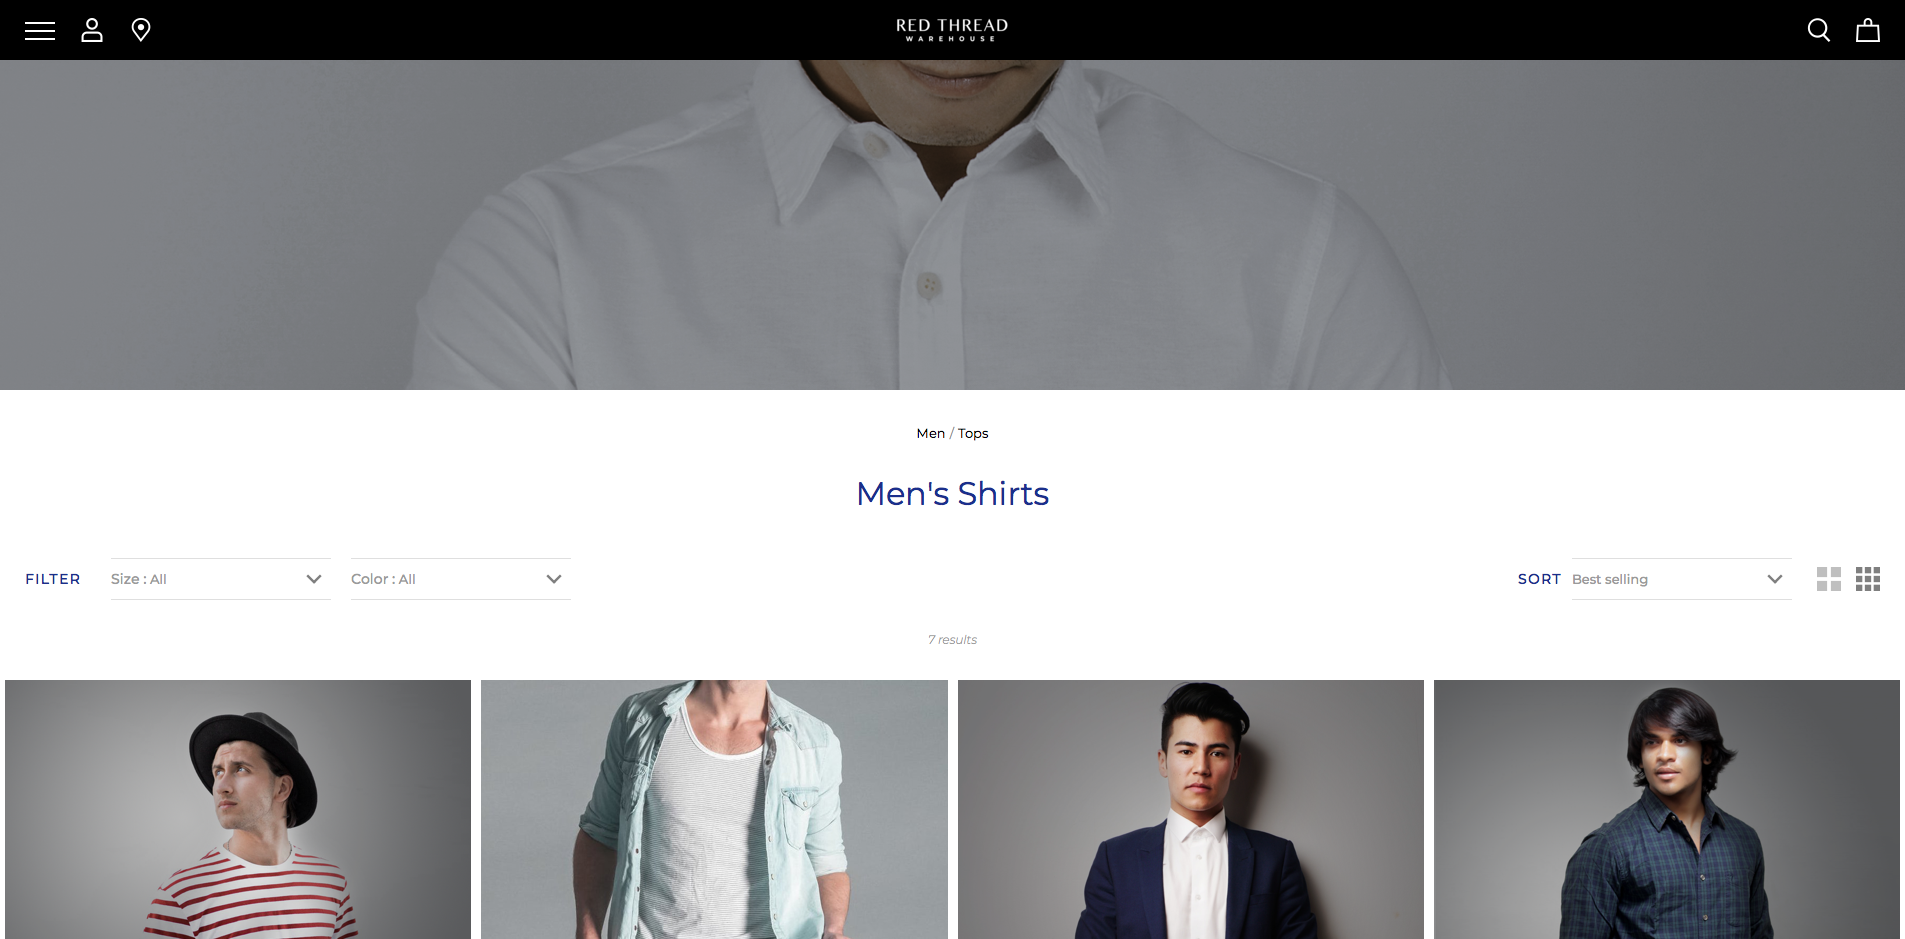 RED THREAD
WAREHOUSE
Men / Tops
Men's Shirts
FILTER Size : All Color : All SORT Best selling
7 results